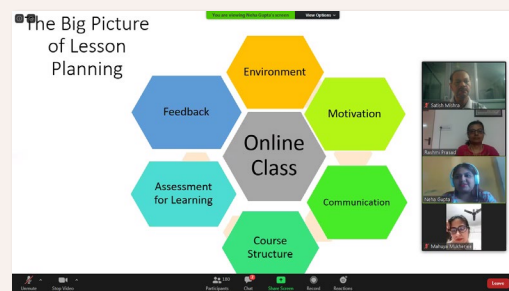 You are viewing Neha Gupta's screen
View Options
The Big Picture
of Lesson
Planning
Environment
Feedback
Motivation
Online
Class
Assessment
for Learning
Communication
Course
Structure
Satish Mishra
Rashmi Prasad
Neha Gupta
Mahua Mukherjee
Unmute
Stop Video
100
Participants
Chat
Share Screen
Record
Reactions
Leave